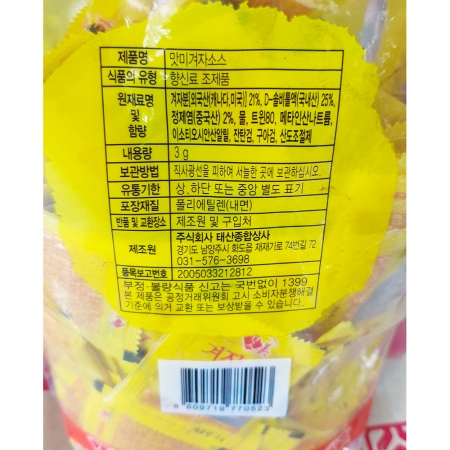 제품명 맛미겨자소스
식품의 유형 향신료 조제품
원재료명 및 함량 겨자분[외국산(캐나다,미국)] 21%, D-솔비톨액(국내산) 25%,
정제염(중국산) 2%, 물, 트윈80, 메타인산나트륨,
이소티오시안산알릴, 잔탄검, 구아검, 산도조절제
내용량 3 g
보관방법 직사광선을 피하여 서늘한 곳에 보관하십시오.
유통기한 상, 하단 또는 중앙 별도 표기
포장재질 폴리에틸렌(내면)
반품 및 교환장소 제조원 및 구입처
제조원 주식회사 태산종합상사
경기도 남양주시 화도읍 재재기로 74번길 72
031-576-3698
품목보고번호 2005033212812
부정·불량식품 신고는 국번없이 1399
본 제품은 공정거래위원회 고시 소비자분쟁해결
기준에 의거 교환 또는 보상받을 수 있습니다.
겨자
8 809719 770523